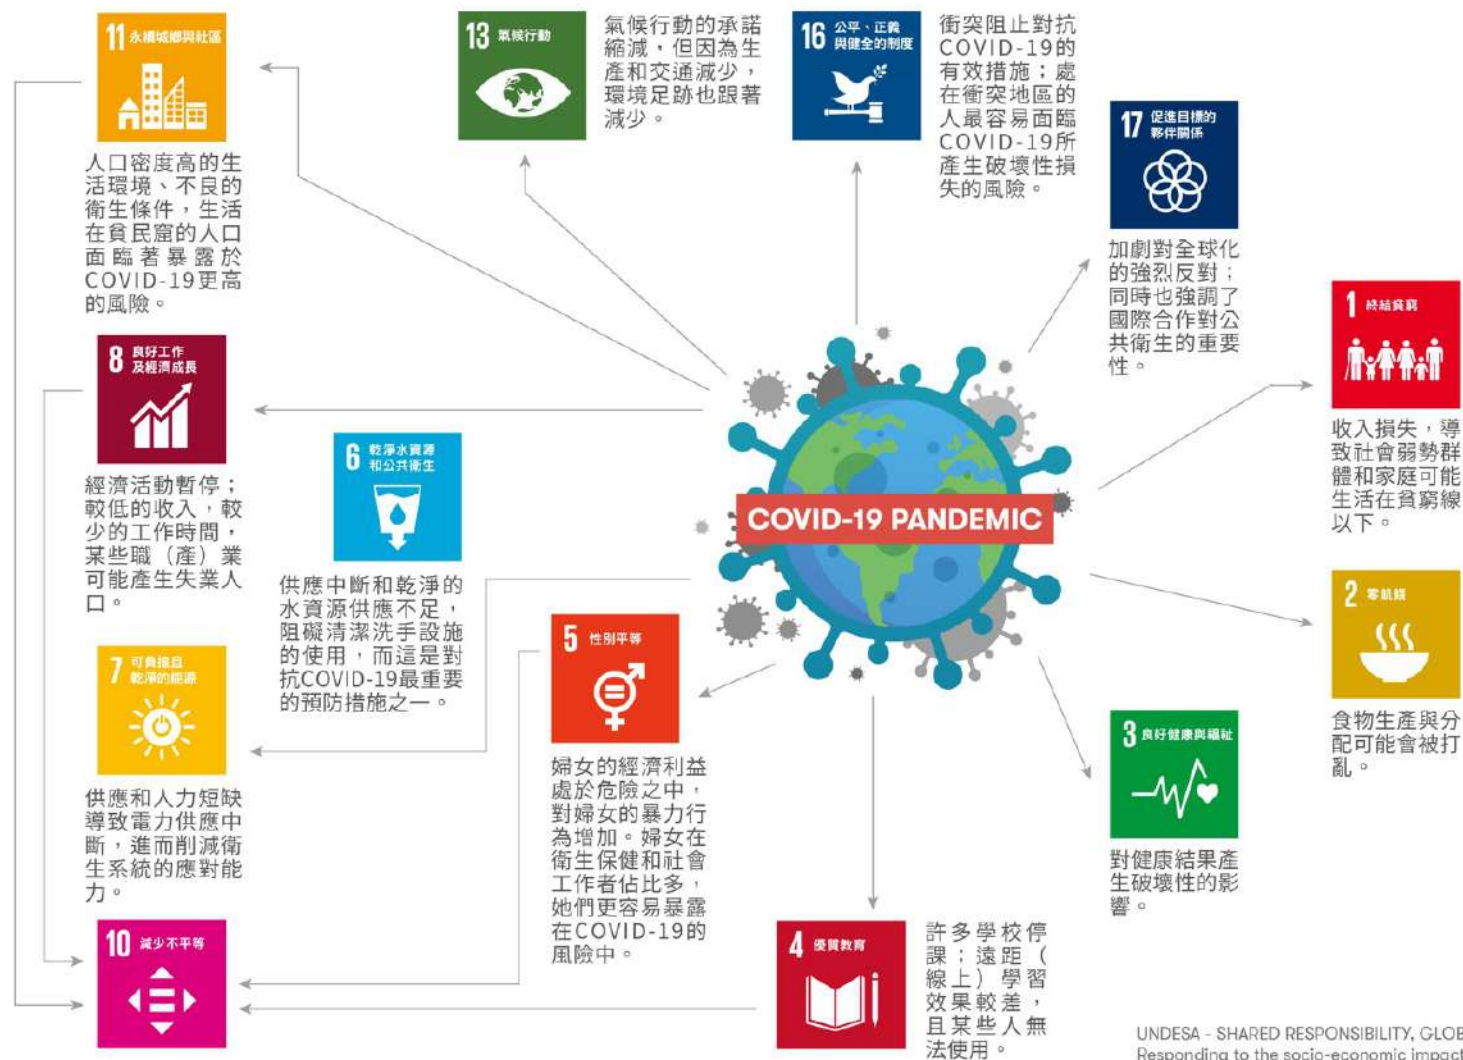 11 永續城鄉與社區
人口密度高的生
活環境、不良的
衛生條件，生活
在貧民窟的人口
面臨著暴露於
COVID-19更高
的風險。
13 氣候行動
氣候行動的承諾
縮減，但因為生
產和交通減少，
環境足跡也跟著
減少。
16 公平、正義
與健全的制度
衝突阻止對抗
COVID-19的
有效措施；處
在衝突地區的
人最容易面臨
COVID-19所
產生破壞性損
失的風險。
17 促進目標的
夥伴關係
加劇對全球化
的強烈反對；
同時也強調了
國際合作對公
共衛生的重要
性。
1 終結貧窮
收入損失，導
致社會弱勢群
體和家庭可能
生活在貧窮線
以下。
8 良好工作
及經濟成長
經濟活動暫停；
較低的收入，較
少的工作時間，
某些職（產）業
可能產生失業人
口。
6 乾淨水資源
和公共衛生
供應中斷和乾淨的
水資源供應不足，
阻礙清潔洗手設施
的使用，而這是對
抗COVID-19最重要
的預防措施之一。
COVID-19 PANDEMIC
2 零飢餓
食物生產與分
配可能會被打
亂。
7 可負擔且
乾淨的能源
供應和人力短缺
導致電力供應中
斷，進而削減衛
生系統的應對能
力。
5 性別平等
婦女的經濟利益
處於危險之中，
對婦女的暴力行
為增加。婦女在
衛生保健和社會
工作者佔比多，
她們更容易暴露
在COVID-19的
風險中。
3 良好健康與福祉
對健康結果產
生破壞性的影
響。
10 減少不平等
4 優質教育
許多學校停
課；遠距（
線上）學習
效果較差，
且某些人無
法使用。
UNDESA - SHARED RESPONSIBILITY, GLOB
Responding to the socio-economic impact